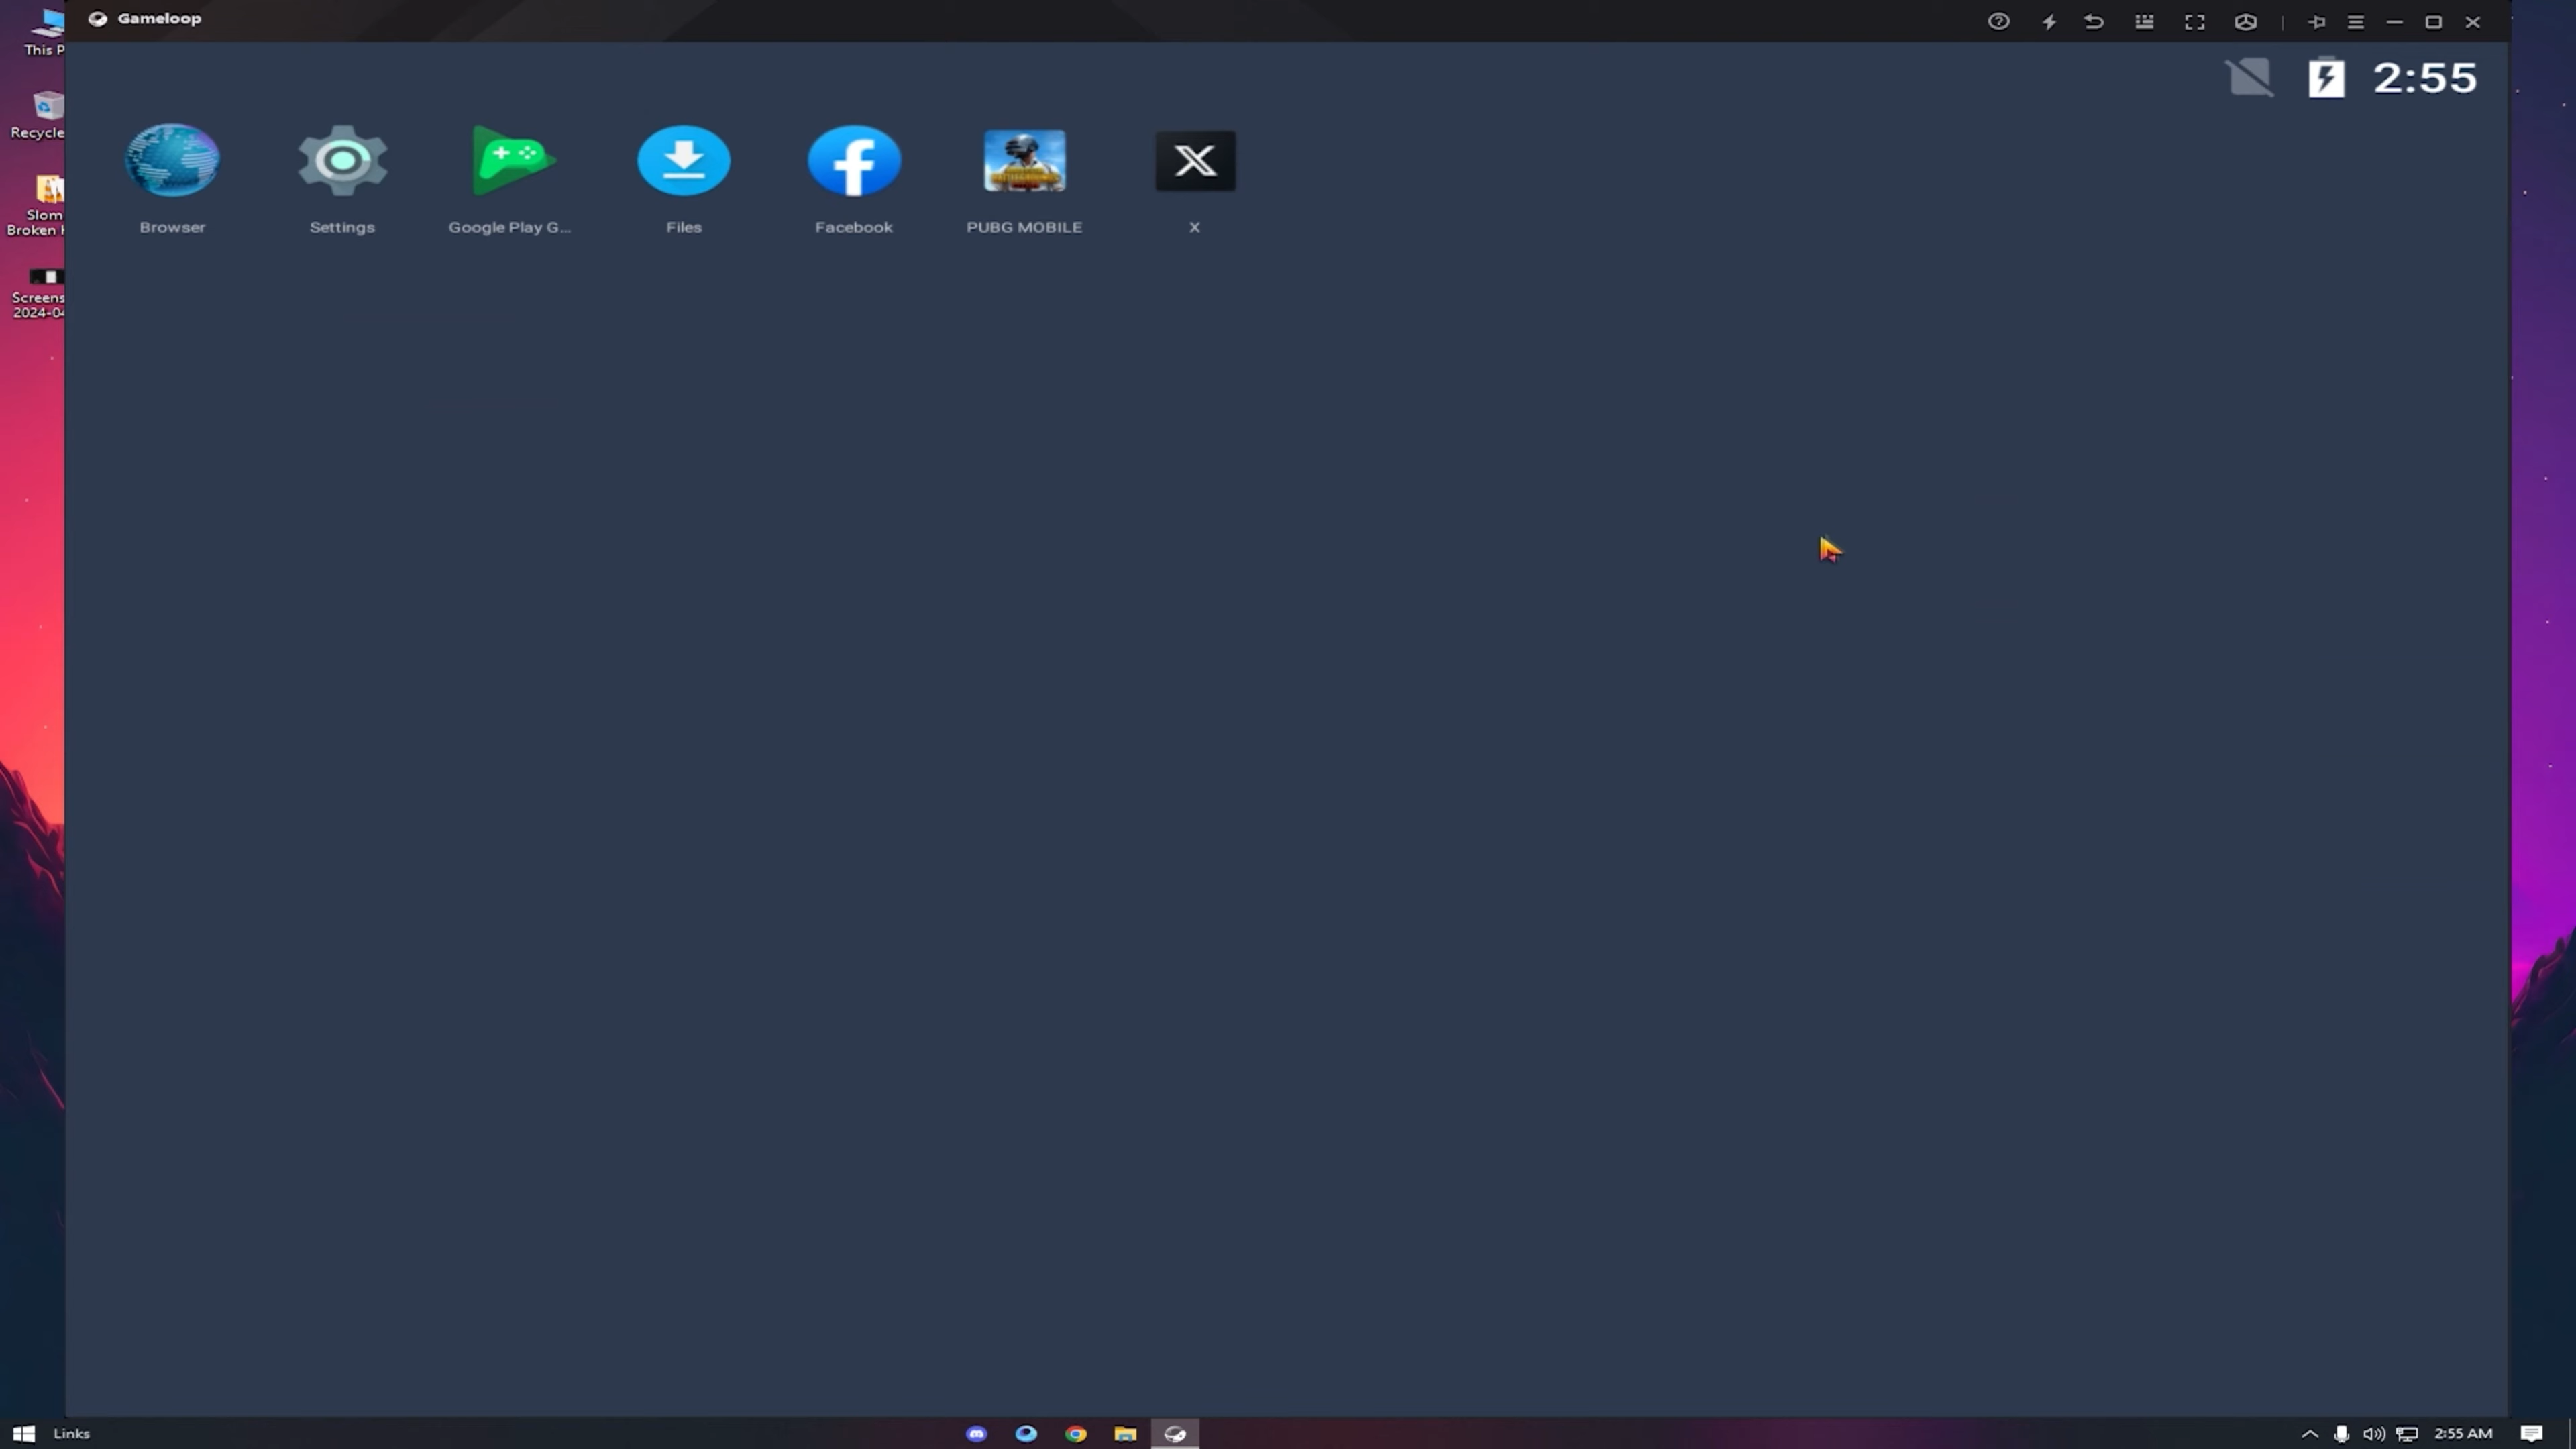 Gameloop
2:55
This P
Recycle
Slom
Broken
Screens
2024-04
Browser
Settings
Google Play G...
Files
Facebook
PUBG MOBILE
X
Links
2:55 AM